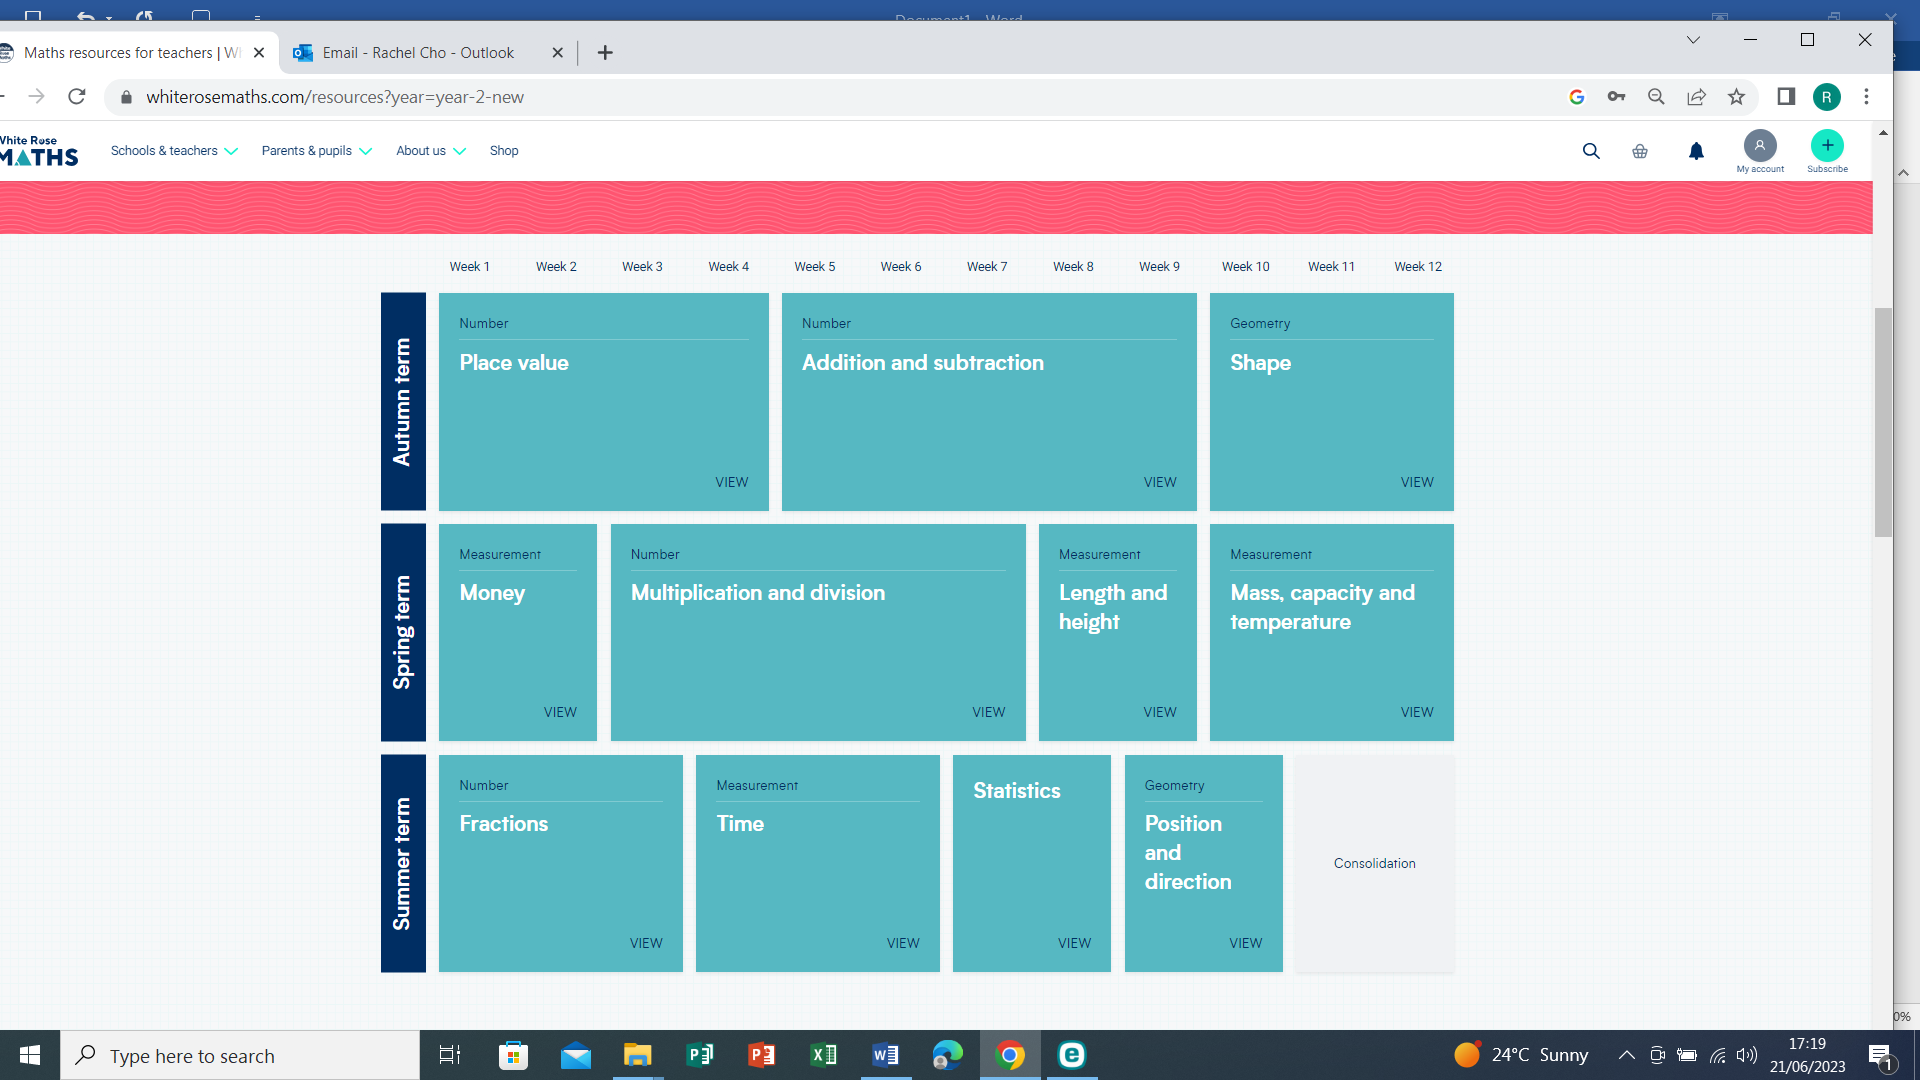 Document1 - Word
Maths resources for teachers | W
Email - Rachel Cho - Outlook
whiterosemaths.com/resources?year=year-2-new
R
White Rose
MATHS
Schools & teachers
Parents & pupils
About us
Shop
My account
Subscribe
Week 1 Week 2 Week 3 Week 4 Week 5 Week 6 Week 7 Week 8 Week 9 Week 10 Week 11 Week 12
Autumn term
Number
Place value
VIEW
Number
Addition and subtraction
VIEW
Geometry
Shape
VIEW
Spring term
Measurement
Money
VIEW
Number
Multiplication and division
VIEW
Measurement
Length and
height
VIEW
Measurement
Mass, capacity and
temperature
VIEW
Summer term
Number
Fractions
VIEW
Measurement
Time
VIEW
Statistics
VIEW
Geometry
Position
and
direction
VIEW
Consolidation
0%
Type here to search
24°C Sunny
17:19
21/06/2023
1